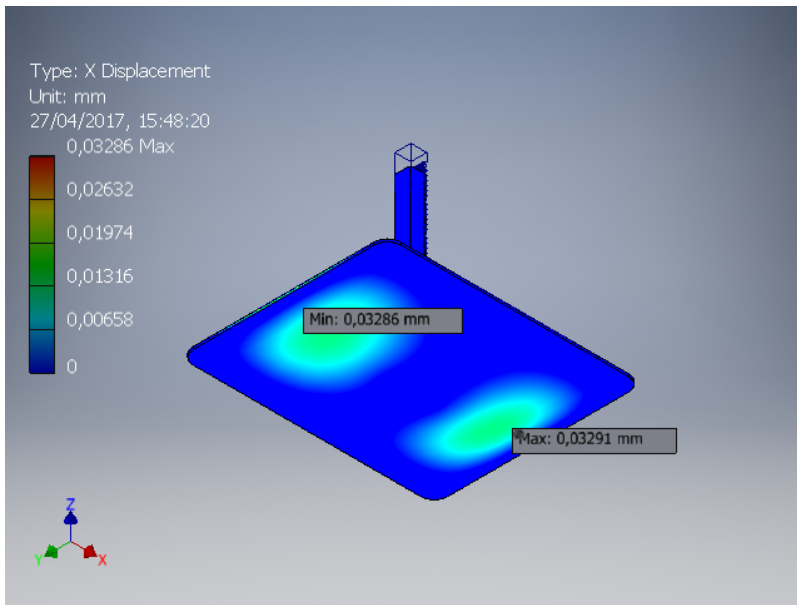 Type: X Displacement
Unit: mm
27/04/2017, 15:48:20
0,03286 Max
0,02632
0,01974
0,01316
0,00658
0
Min: 0,03286 mm
Max: 0,03291 mm
Z
Y
X